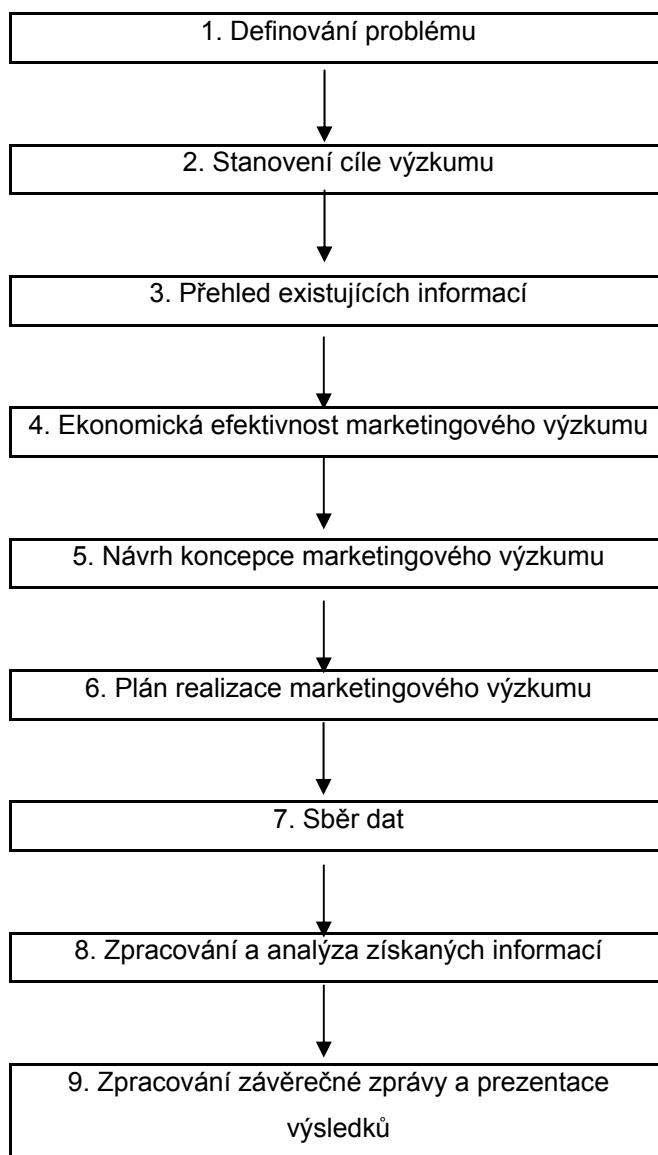 1. Definování problému
2. Stanovení cíle výzkumu
3. Přehled existujících informací
4. Ekonomická efektivnost marketingového výzkumu
5. Návrh koncepce marketingového výzkumu
6. Plán realizace marketingového výzkumu
7. Sběr dat
8. Zpracování a analýza získaných informací
9. Zpracování závěrečné zprávy a prezentace
výsledků